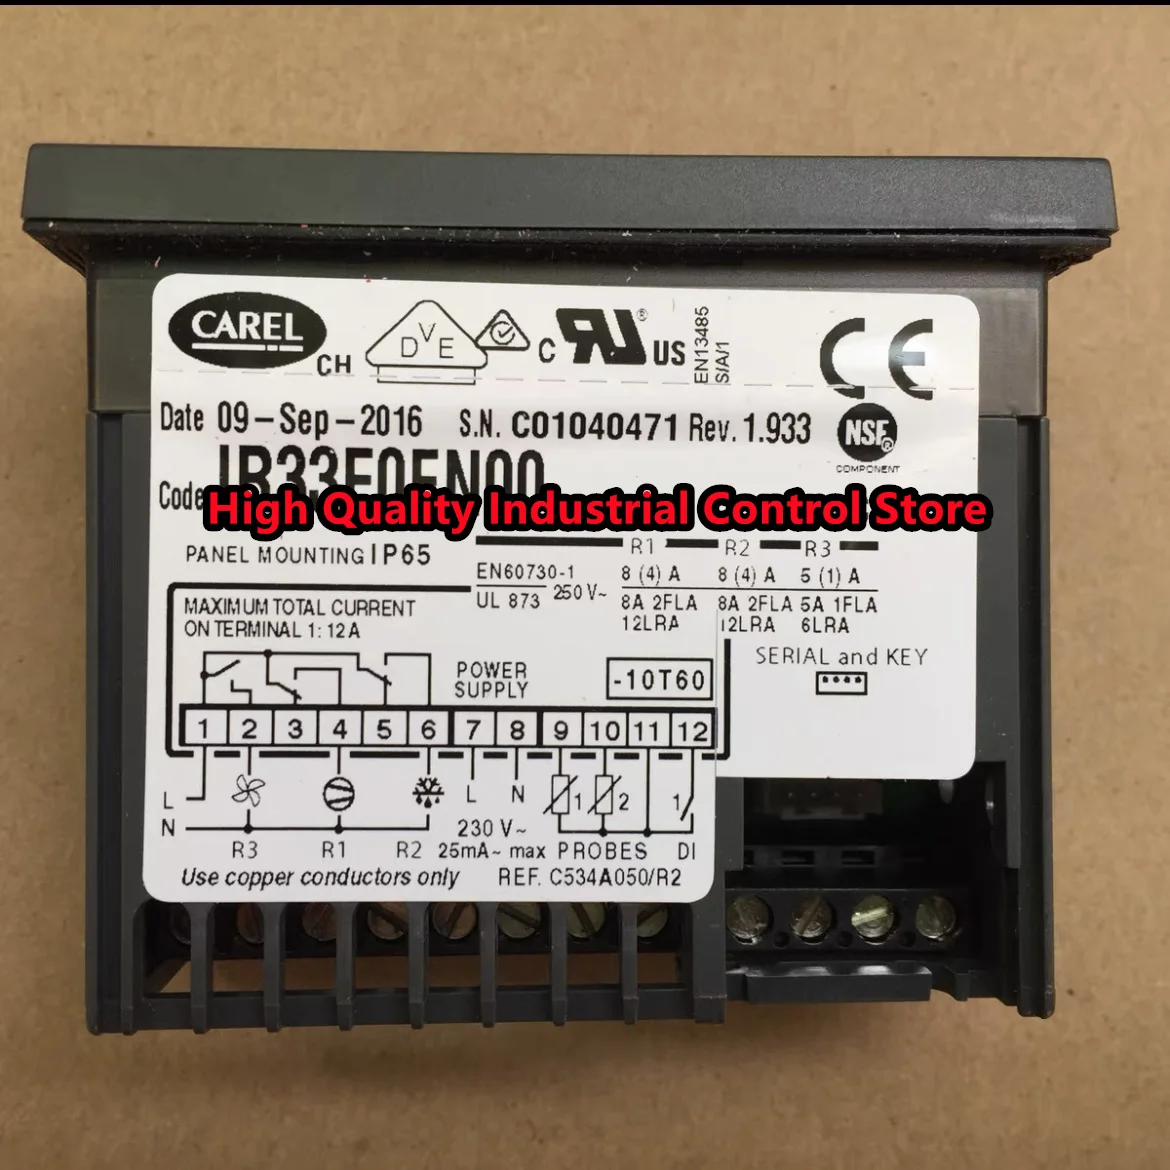 CAREL
CH
D V E
C RU ® US
EN13485
S/A/1
CE
Date 09-Sep-2016 S.N. C01040471 Rev. 1.933
NSF ®
COMPONENT
Code
High Quality Industrial Control Store
PANEL MOUNTING IP65
R1 R2 R3
EN60730-1 8 (4) A 8 (4) A 5 (1) A
UL 873 250 V~ 8A 2FLA 8A 2FLA 5A 1FLA
12LRA 12LRA 6LRA
MAXIMUM TOTAL CURRENT
ON TERMINAL 1: 12A
SERIAL and KEY
POWER
SUPPLY
-10T60
1 2 3 4 5 6 7 8 9 10 11 12
L L N 1 2 1
N 230 V~
R3 R1 R2 25mA~ max PROBES DI
Use copper conductors only REF. C534A050/R2